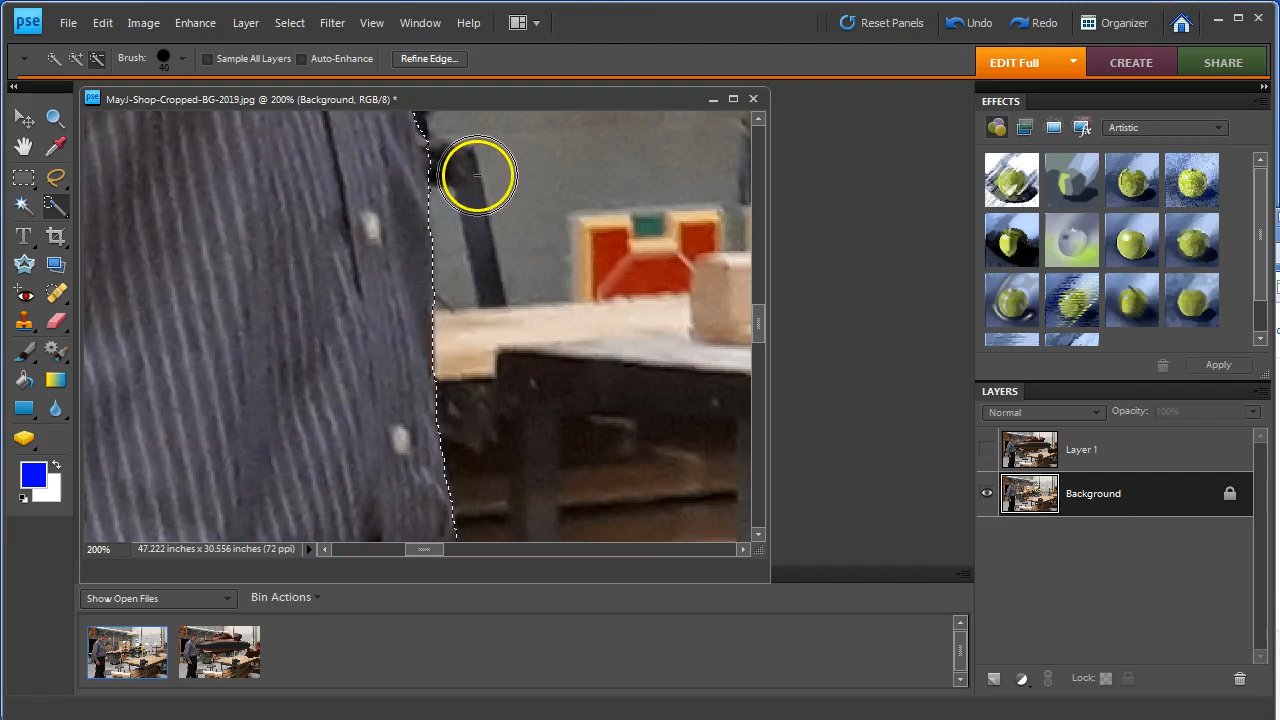 pse File Edit Image Enhance Layer Select Filter View Window Help Reset Panels Undo Redo Organizer
Brush: 40 Sample All Layers Auto-Enhance Refine Edge... EDIT Full CREATE SHARE
pse MayJ-Shop-Cropped-BG-2019.jpg @ 200% (Background, RGB/8) *
EFFECTS
Artistic
Apply
LAYERS
Normal Opacity: 100%
Layer 1
Background
200% 47.222 inches x 30.556 inches (72 ppi)
Show Open Files Bin Actions
Lock: